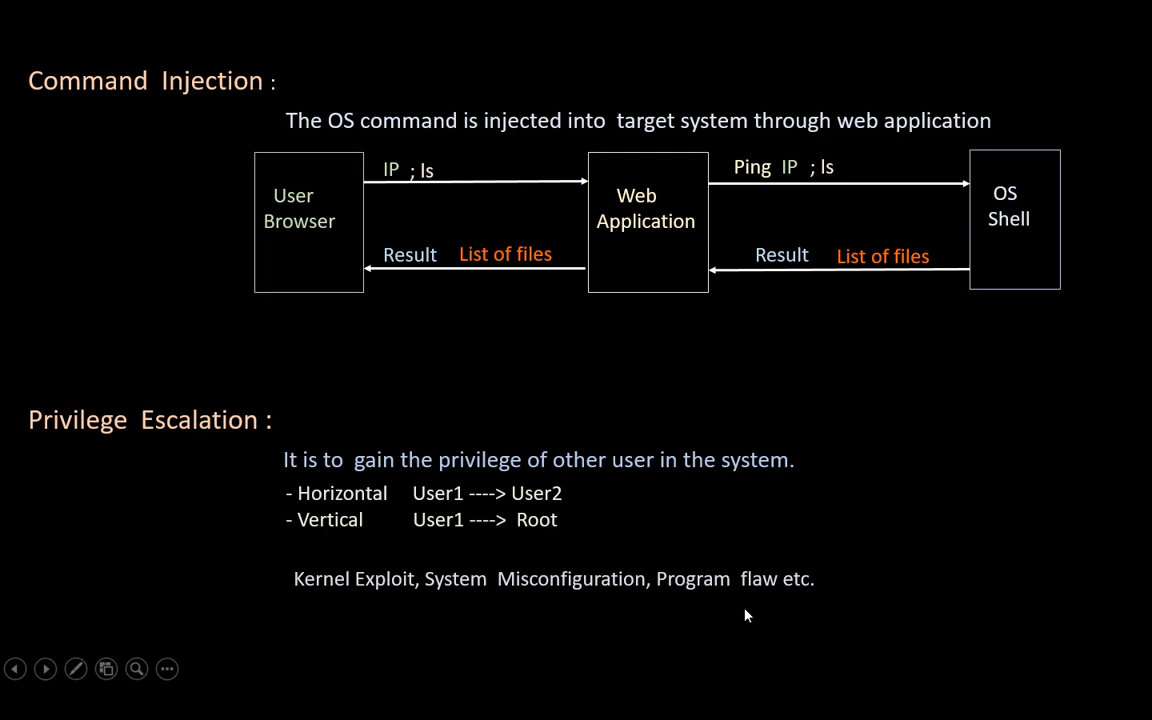 Command Injection :
The OS command is injected into target system through web application
IP ; ls
Ping IP ; ls
User
Browser
Web
Application
OS
Shell
Result List of files
Result List of files
Privilege Escalation :
It is to gain the privilege of other user in the system.
- Horizontal User1 ----> User2
- Vertical User1 ----> Root
Kernel Exploit, System Misconfiguration, Program flaw etc.